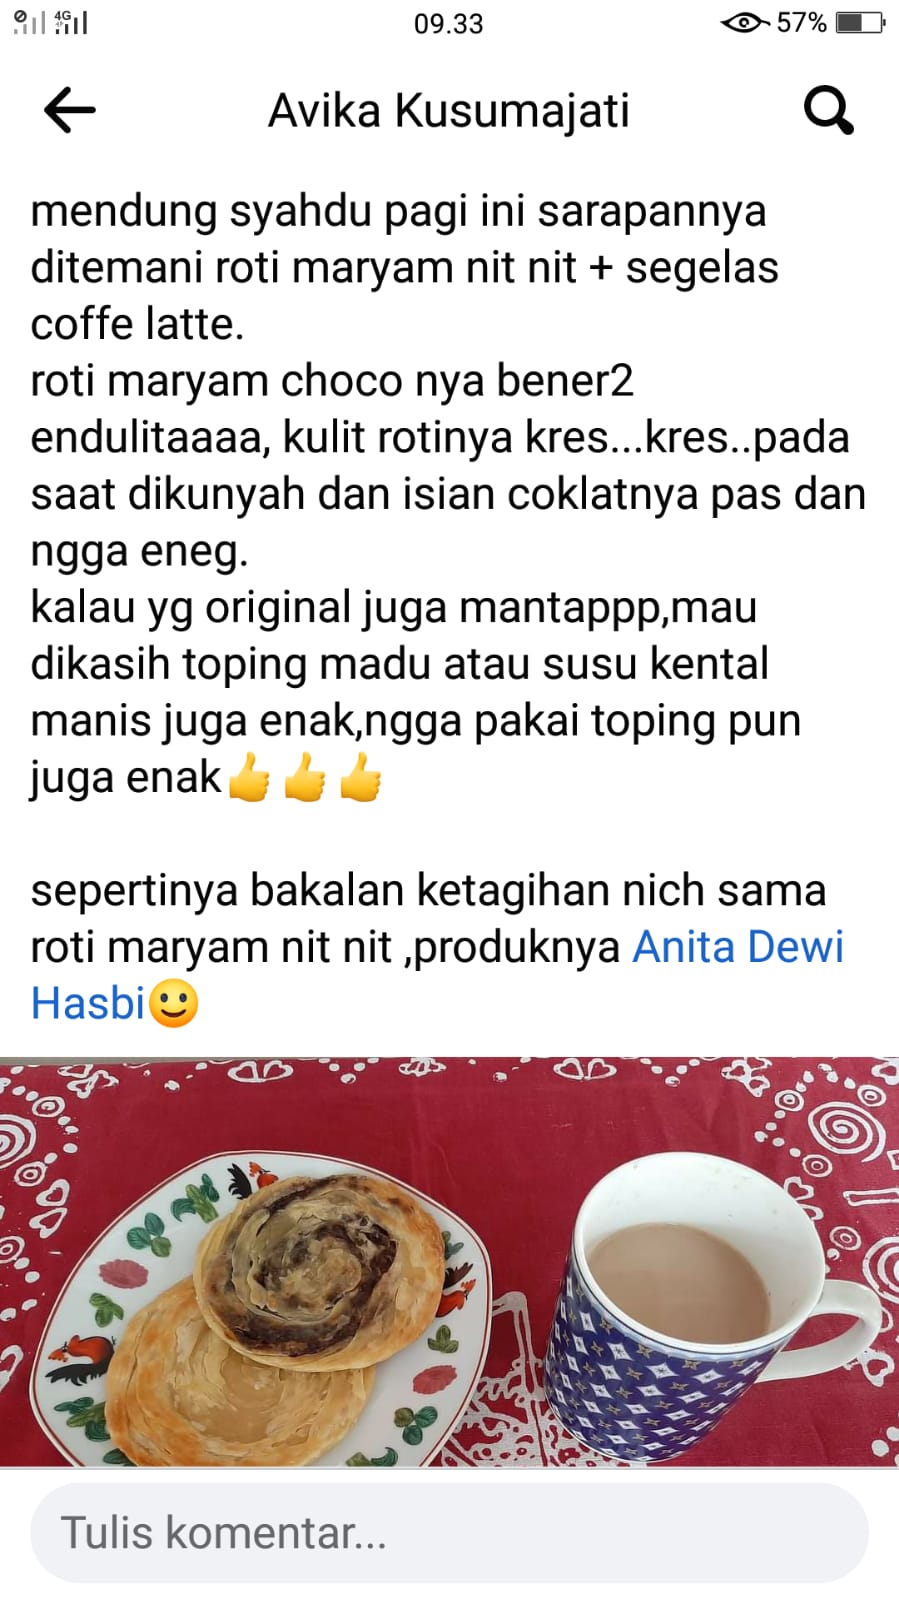 4G
09.33
57%
Avika Kusumajati
mendung syahdu pagi ini sarapannya
ditemani roti maryam nit nit + segelas
coffe latte.
roti maryam choco nya bener2
endulitaaaa, kulit rotinya kres...kres..pada
saat dikunyah dan isian coklatnya pas dan
ngga eneg.
kalau yg original juga mantappp,mau
dikasih toping madu atau susu kental
manis juga enak,ngga pakai toping pun
juga enak👍👍👍
sepertinya bakalan ketagihan nich sama
roti maryam nit nit ,produknya Anita Dewi
Hasbi🙂
Tulis komentar...